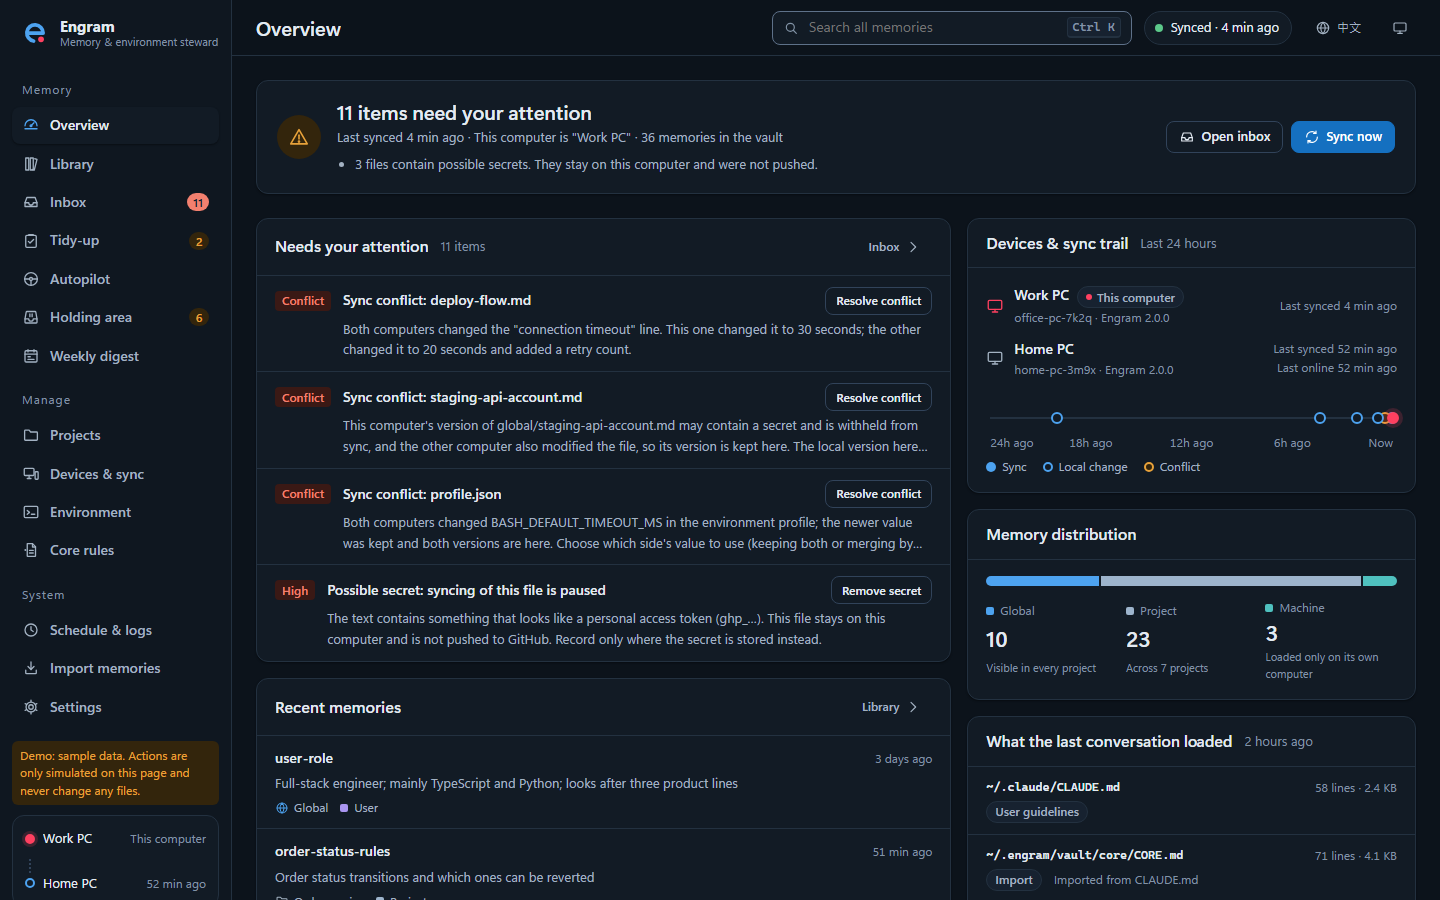 Engram
Memory & environment steward
Memory
Overview
Library
Inbox 11
Tidy-up 2
Autopilot
Holding area 6
Weekly digest
Manage
Projects
Devices & sync
Environment
Core rules
System
Schedule & logs
Import memories
Settings
Demo: sample data. Actions are
only simulated on this page and
never change any files.
Work PC This computer
Home PC 52 min ago
Overview
Search all memories Ctrl K
Synced · 4 min ago
中文
11 items need your attention
Last synced 4 min ago · This computer is "Work PC" · 36 memories in the vault
3 files contain possible secrets. They stay on this computer and were not pushed.
Open inbox
Sync now
Needs your attention 11 items Inbox
Conflict Sync conflict: deploy-flow.md Resolve conflict
Both computers changed the "connection timeout" line. This one changed it to 30 seconds; the other
changed it to 20 seconds and added a retry count.
Conflict Sync conflict: staging-api-account.md Resolve conflict
This computer's version of global/staging-api-account.md may contain a secret and is withheld from
sync, and the other computer also modified the file, so its version is kept here. The local version here...
Conflict Sync conflict: profile.json Resolve conflict
Both computers changed BASH_DEFAULT_TIMEOUT_MS in the environment profile; the newer value
was kept and both versions are here. Choose which side's value to use (keeping both or merging by...
High Possible secret: syncing of this file is paused Remove secret
The text contains something that looks like a personal access token (ghp_...). This file stays on this
computer and is not pushed to GitHub. Record only where the secret is stored instead.
Recent memories Library
user-role 3 days ago
Full-stack engineer; mainly TypeScript and Python; looks after three product lines
Global User
order-status-rules 51 min ago
Order status transitions and which ones can be reverted
Devices & sync trail Last 24 hours
Work PC This computer
office-pc-7k2q · Engram 2.0.0
Last synced 4 min ago
Home PC
home-pc-3m9x · Engram 2.0.0
Last synced 52 min ago
Last online 52 min ago
24h ago 18h ago 12h ago 6h ago Now
Sync Local change Conflict
Memory distribution
Global Project Machine
10 23 3
Visible in every project Across 7 projects Loaded only on its own
computer
What the last conversation loaded 2 hours ago
~/.claude/CLAUDE.md 58 lines · 2.4 KB
User guidelines
~/.engram/vault/core/CORE.md 71 lines · 4.1 KB
Import Imported from CLAUDE.md